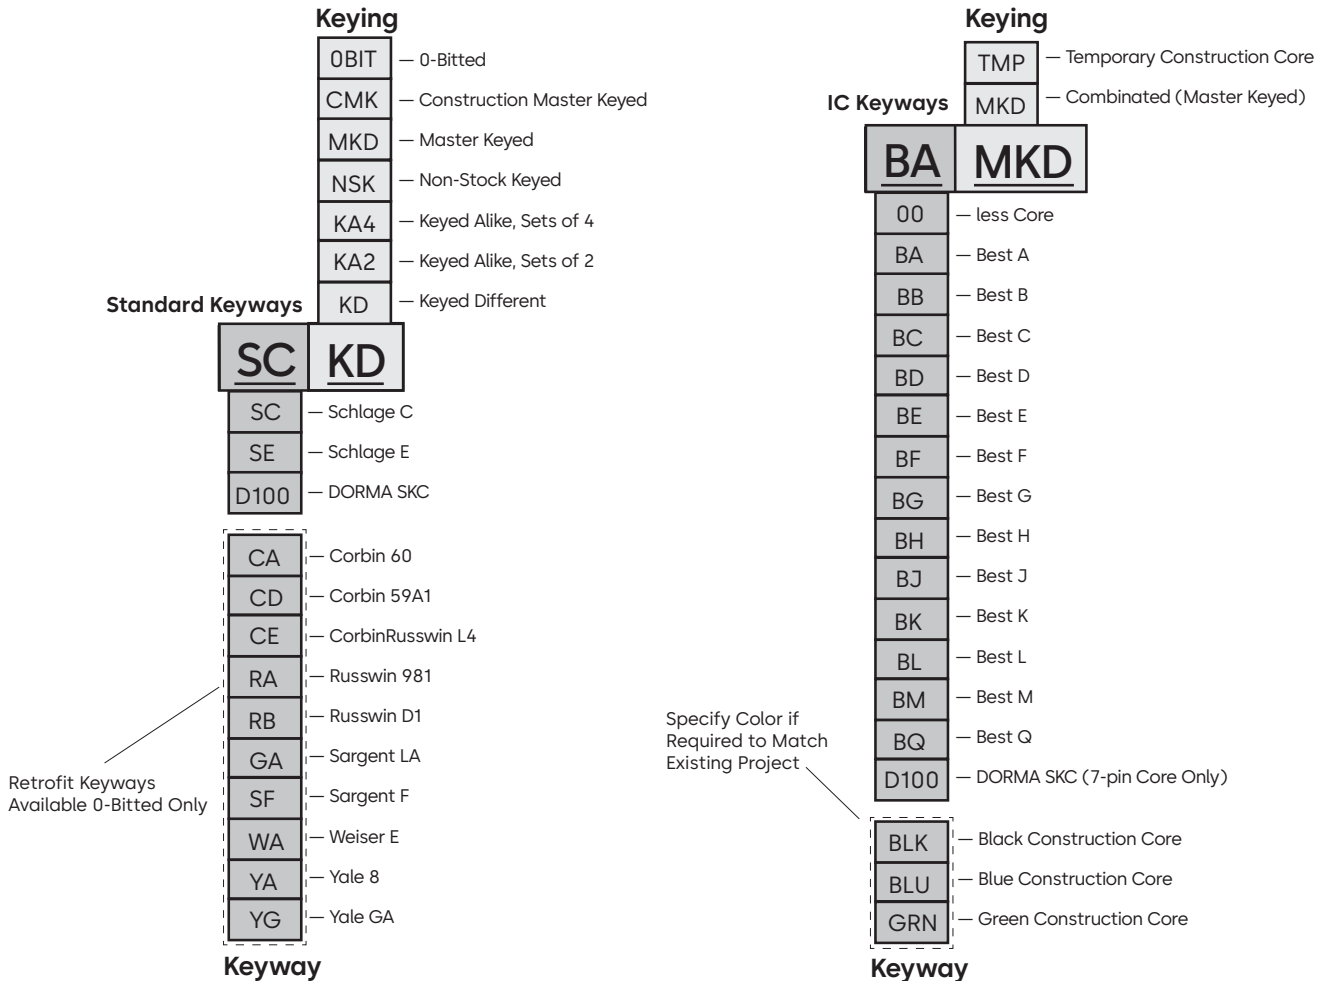 Keying
0BIT — 0-Bitted
CMK — Construction Master Keyed
MKD — Master Keyed
NSK — Non-Stock Keyed
KA4 — Keyed Alike, Sets of 4
KA2 — Keyed Alike, Sets of 2
KD — Keyed Different
Standard Keyways
SC KD
SC — Schlage C
SE — Schlage E
D100 — DORMA SKC
CA — Corbin 60
CD — Corbin 59A1
CE — CorbinRusswin L4
RA — Russwin 981
RB — Russwin D1
GA — Sargent LA
SF — Sargent F
WA — Weiser E
YA — Yale 8
YG — Yale GA
Retrofit Keyways
Available 0-Bitted Only
Keyway
Keying
TMP — Temporary Construction Core
MKD — Combinated (Master Keyed)
IC Keyways
BA MKD
00 — less Core
BA — Best A
BB — Best B
BC — Best C
BD — Best D
BE — Best E
BF — Best F
BG — Best G
BH — Best H
BJ — Best J
BK — Best K
BL — Best L
BM — Best M
BQ — Best Q
D100 — DORMA SKC (7-pin Core Only)
Specify Color if
Required to Match
Existing Project
BLK — Black Construction Core
BLU — Blue Construction Core
GRN — Green Construction Core
Keyway